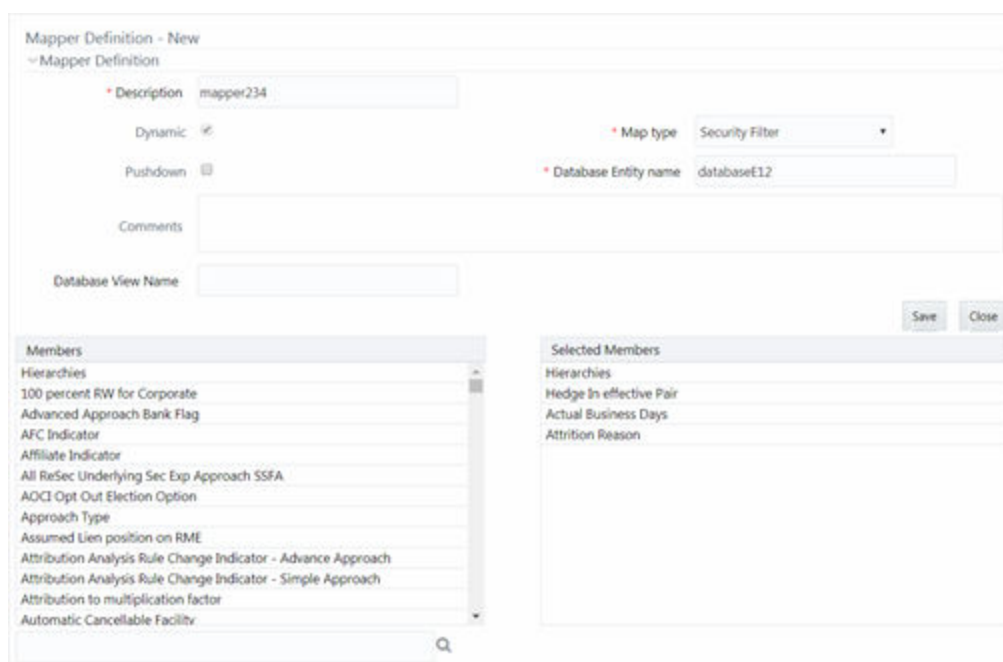 Mapper Definition - New
Mapper Definition
* Description mapper234
Dynamic
* Map type Security Filter
Pushdown
* Database Entity name databaseE12
Comments
Database View Name
Save Close
Members
Hierarchies
100 percent RW for Corporate
Advanced Approach Bank Flag
AFC Indicator
Affiliate Indicator
All ReSec Underlying Sec Exp Approach SSFA
AOCI Opt Out Election Option
Approach Type
Assumed Lien position on RME
Attribution Analysis Rule Change Indicator - Advance Approach
Attribution Analysis Rule Change Indicator - Simple Approach
Attribution to multiplication factor
Automatic Cancellable Facility
Selected Members
Hierarchies
Hedge In effective Pair
Actual Business Days
Attrition Reason